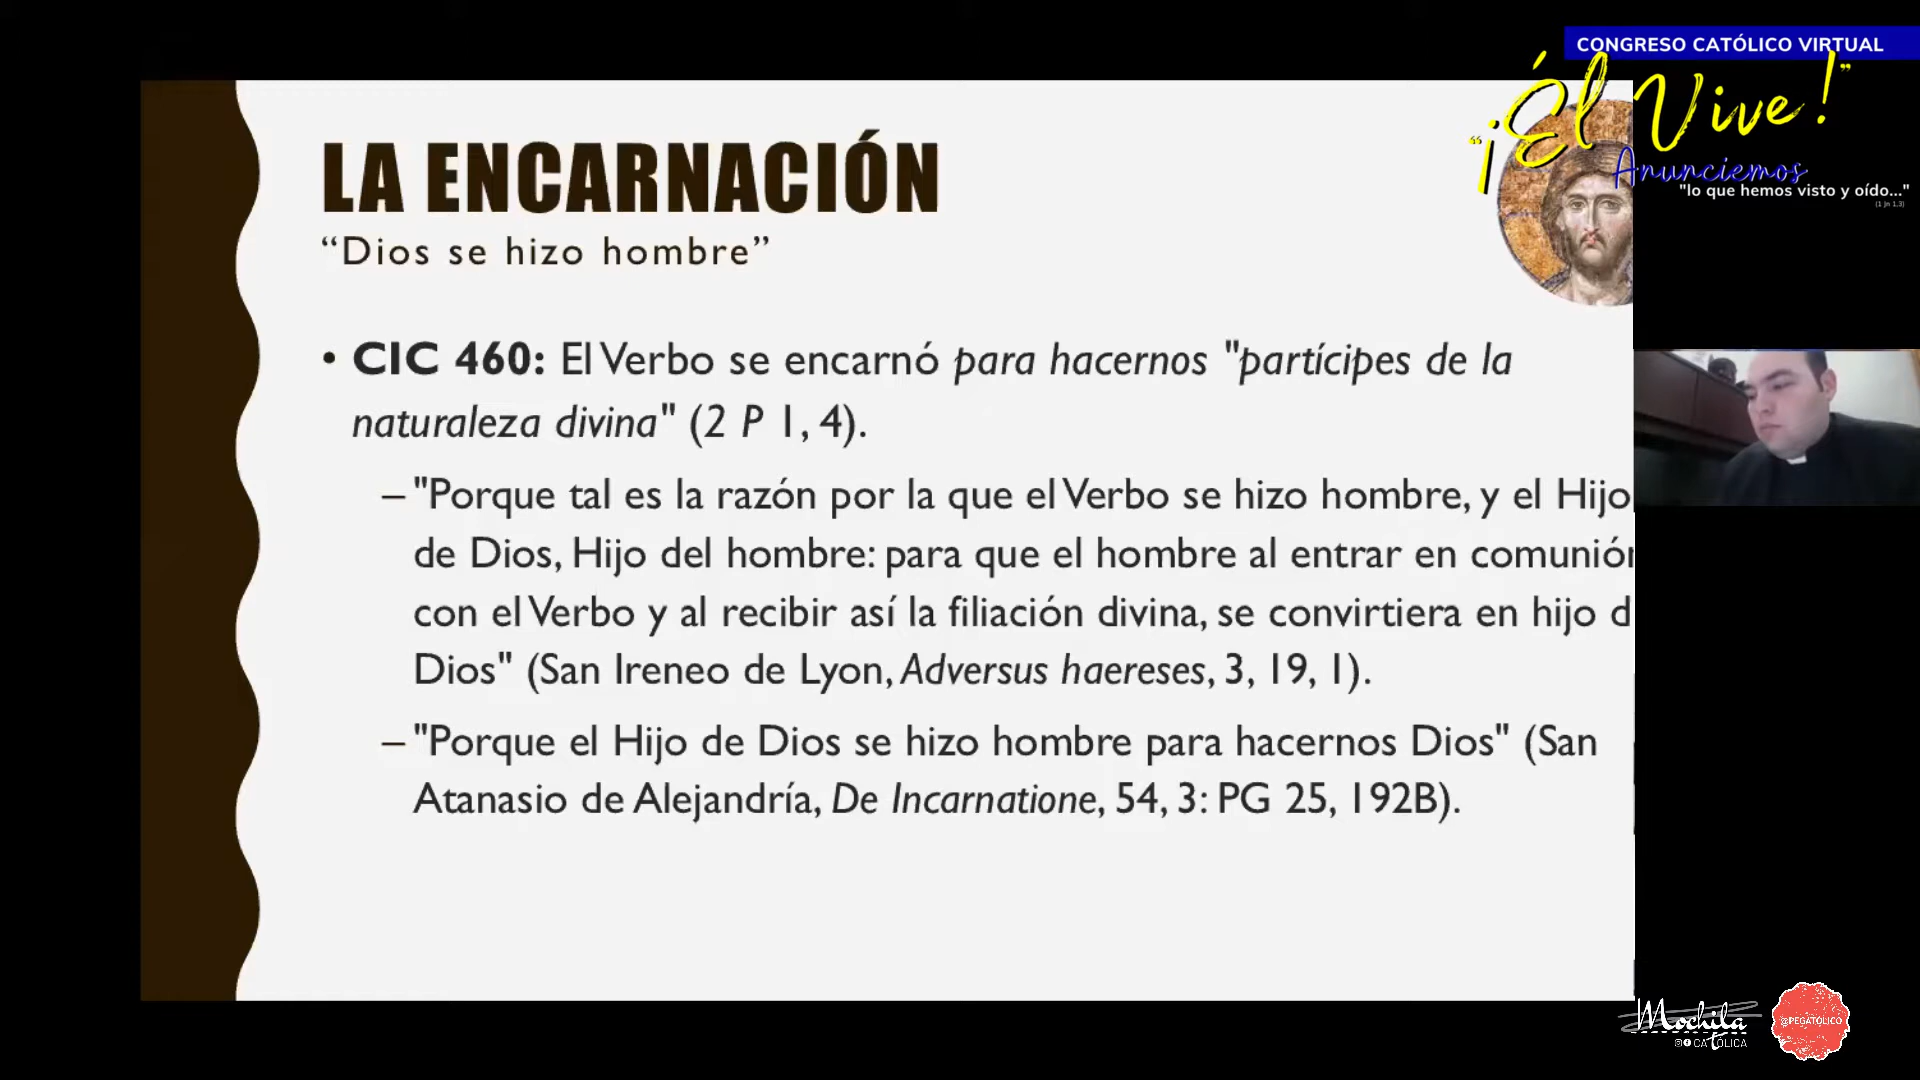 CONGRESO CATÓLICO VIRTUAL
"¡Él Vive!"
Anunciemos
"lo que hemos visto y oído..."
(1 Jn 1,3)
LA ENCARNACIÓN
“Dios se hizo hombre”
• CIC 460: El Verbo se encarnó para hacernos "partícipes de la
naturaleza divina" (2 P 1, 4).
– "Porque tal es la razón por la que el Verbo se hizo hombre, y el Hijo
de Dios, Hijo del hombre: para que el hombre al entrar en comunión
con el Verbo y al recibir así la filiación divina, se convirtiera en hijo d
Dios" (San Ireneo de Lyon, Adversus haereses, 3, 19, 1).
– "Porque el Hijo de Dios se hizo hombre para hacernos Dios" (San
Atanasio de Alejandría, De Incarnatione, 54, 3: PG 25, 192B).
Mochila
CATÓLICA
@PEGATOLICO